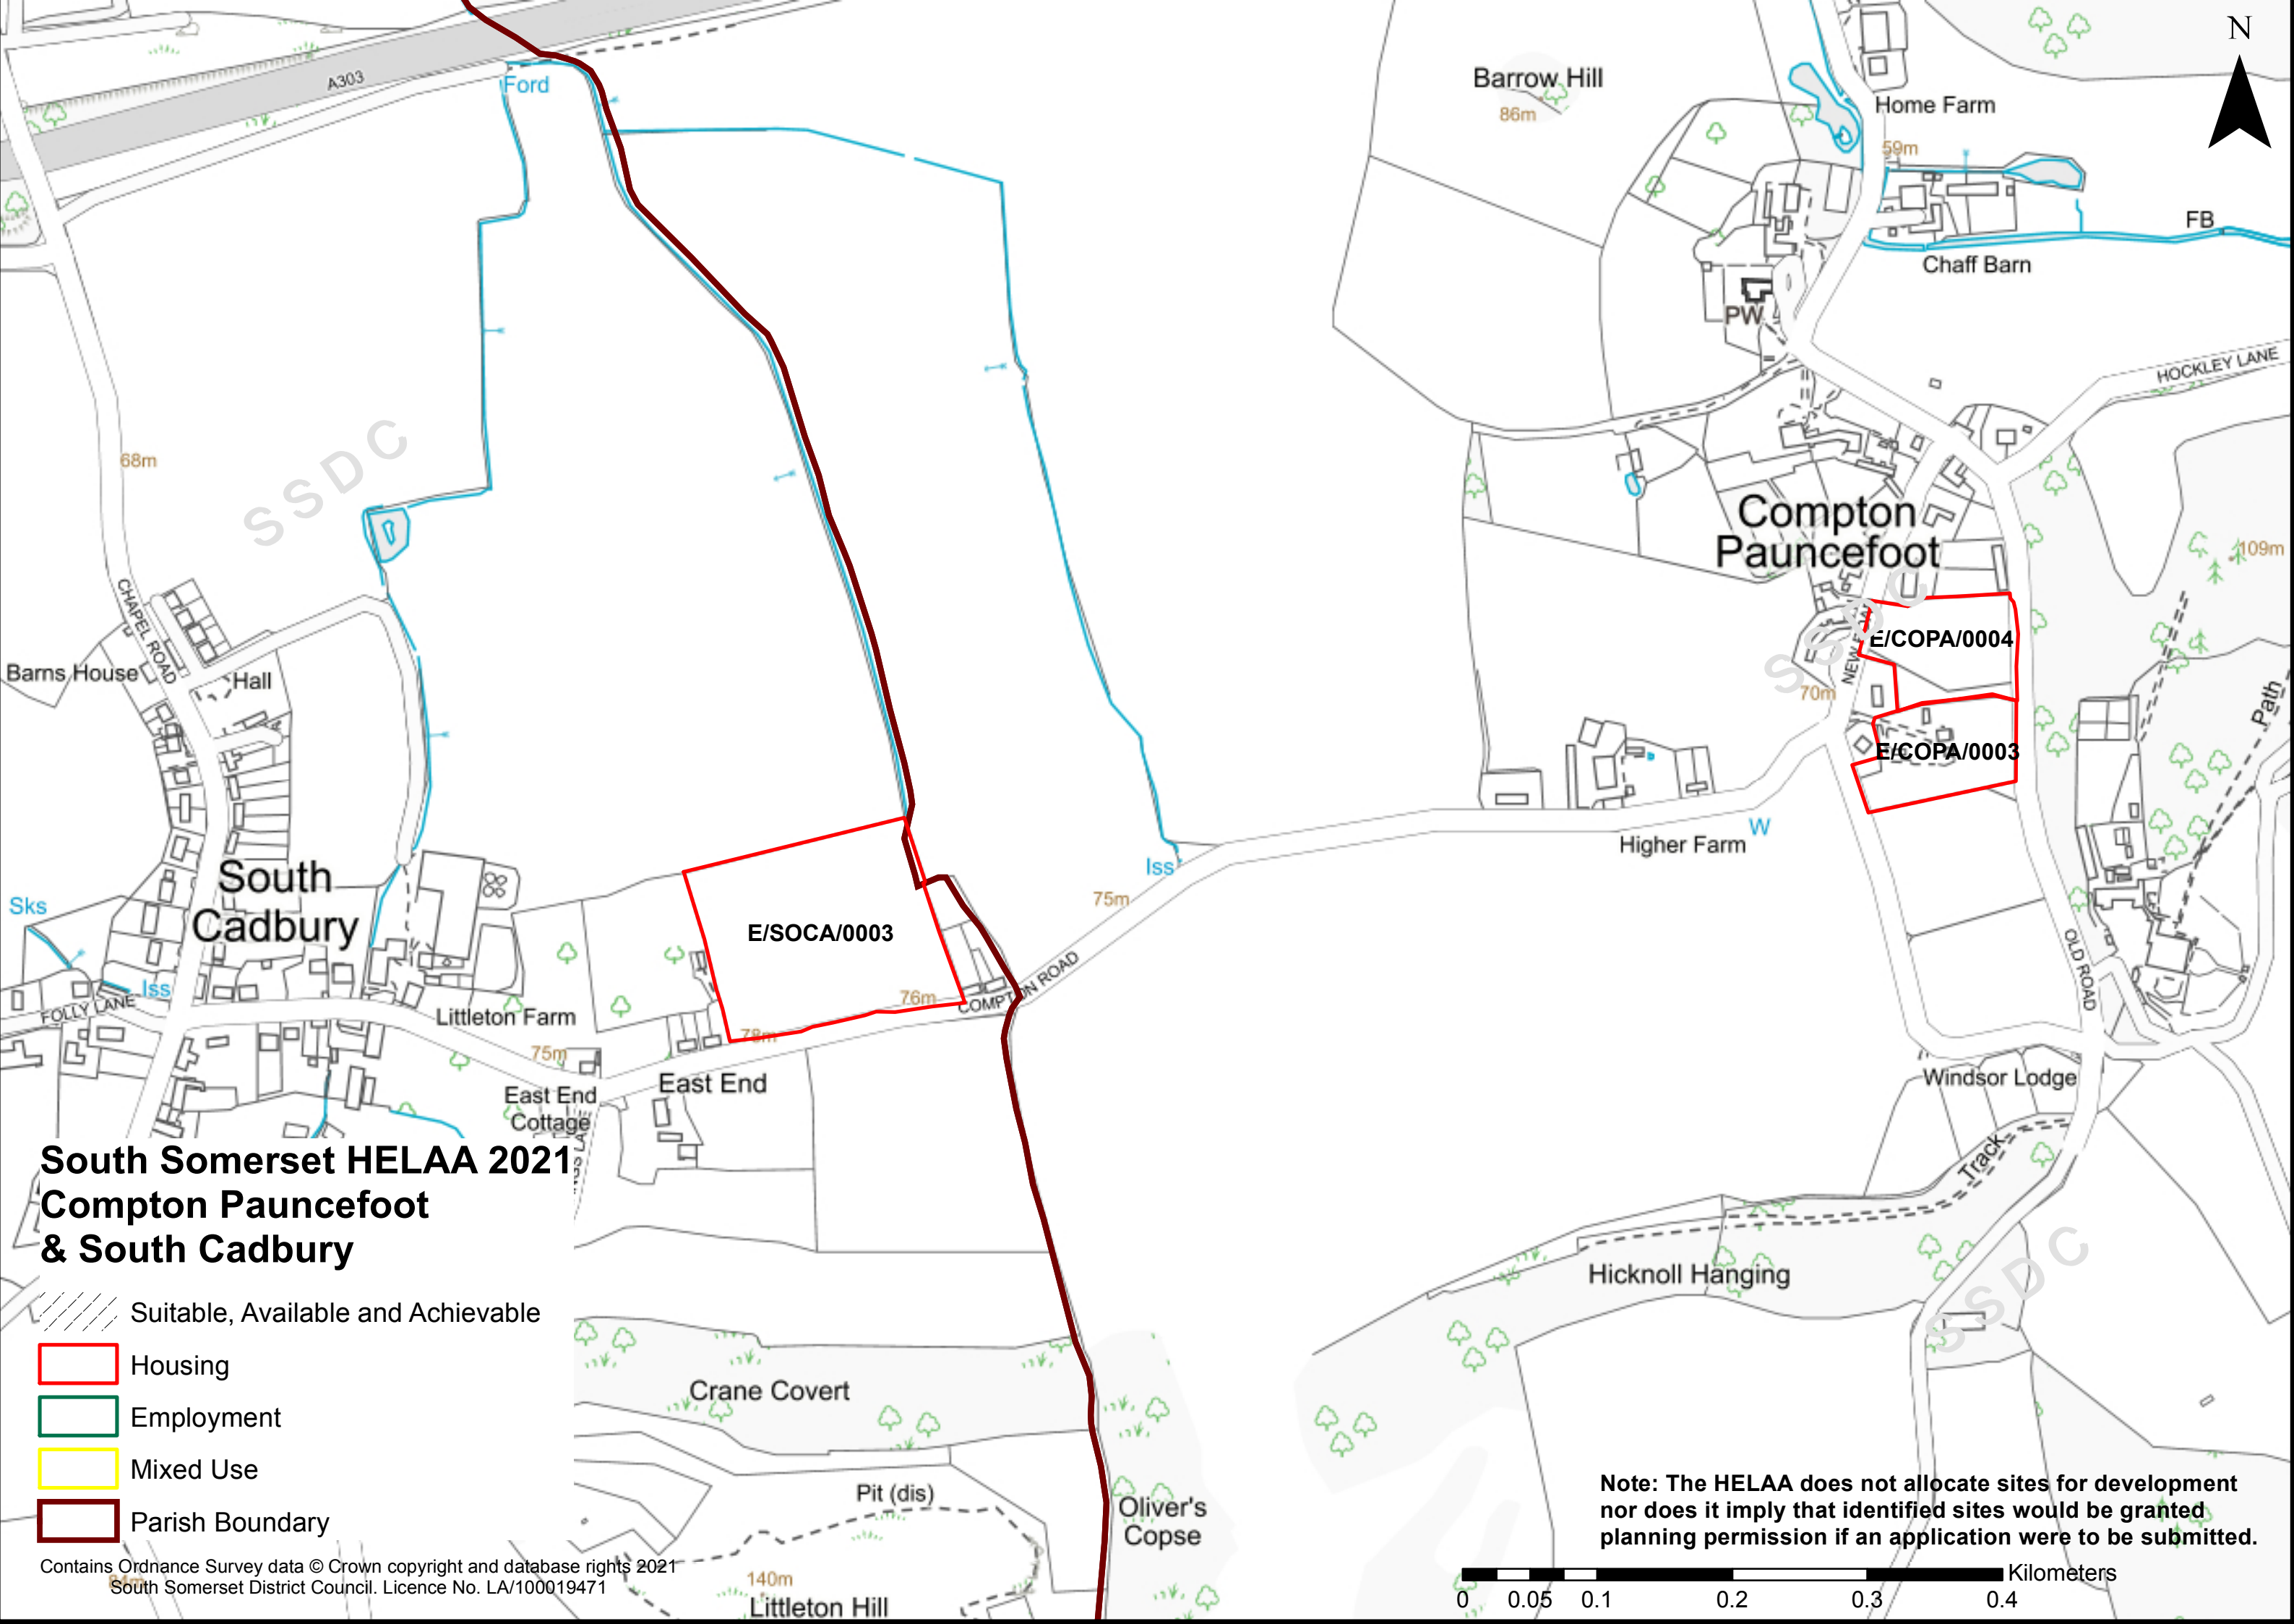 N
A303
Ford
Barrow Hill
86m
Home Farm
59m
FB
Chaff Barn
PW
HOCKLEY LANE
68m
SSDC
Compton
Pauncefoot
109m
CHAPEL ROAD
Barns House
Hall
SSDC
E/COPA/0004
70m
Path
E/COPA/0003
South
Cadbury
Sks
Iss
FOLLY LANE
Littleton Farm
E/SOCA/0003
76m
78m
COMPTON ROAD
75m
Iss
Higher Farm
W
OLD ROAD
75m
East End
Cottage
East End
Windsor Lodge
Track
Hicknoll Hanging
SSDC
South Somerset HELAA 2021
Compton Pauncefoot
& South Cadbury
Suitable, Available and Achievable
Housing
Employment
Mixed Use
Parish Boundary
Contains Ordnance Survey data © Crown copyright and database rights 2021
South Somerset District Council. Licence No. LA/100019471
Crane Covert
Pit (dis)
Oliver's
Copse
140m
Littleton Hill
Note: The HELAA does not allocate sites for development
nor does it imply that identified sites would be granted
planning permission if an application were to be submitted.
Kilometers
0 0.05 0.1 0.2 0.3 0.4